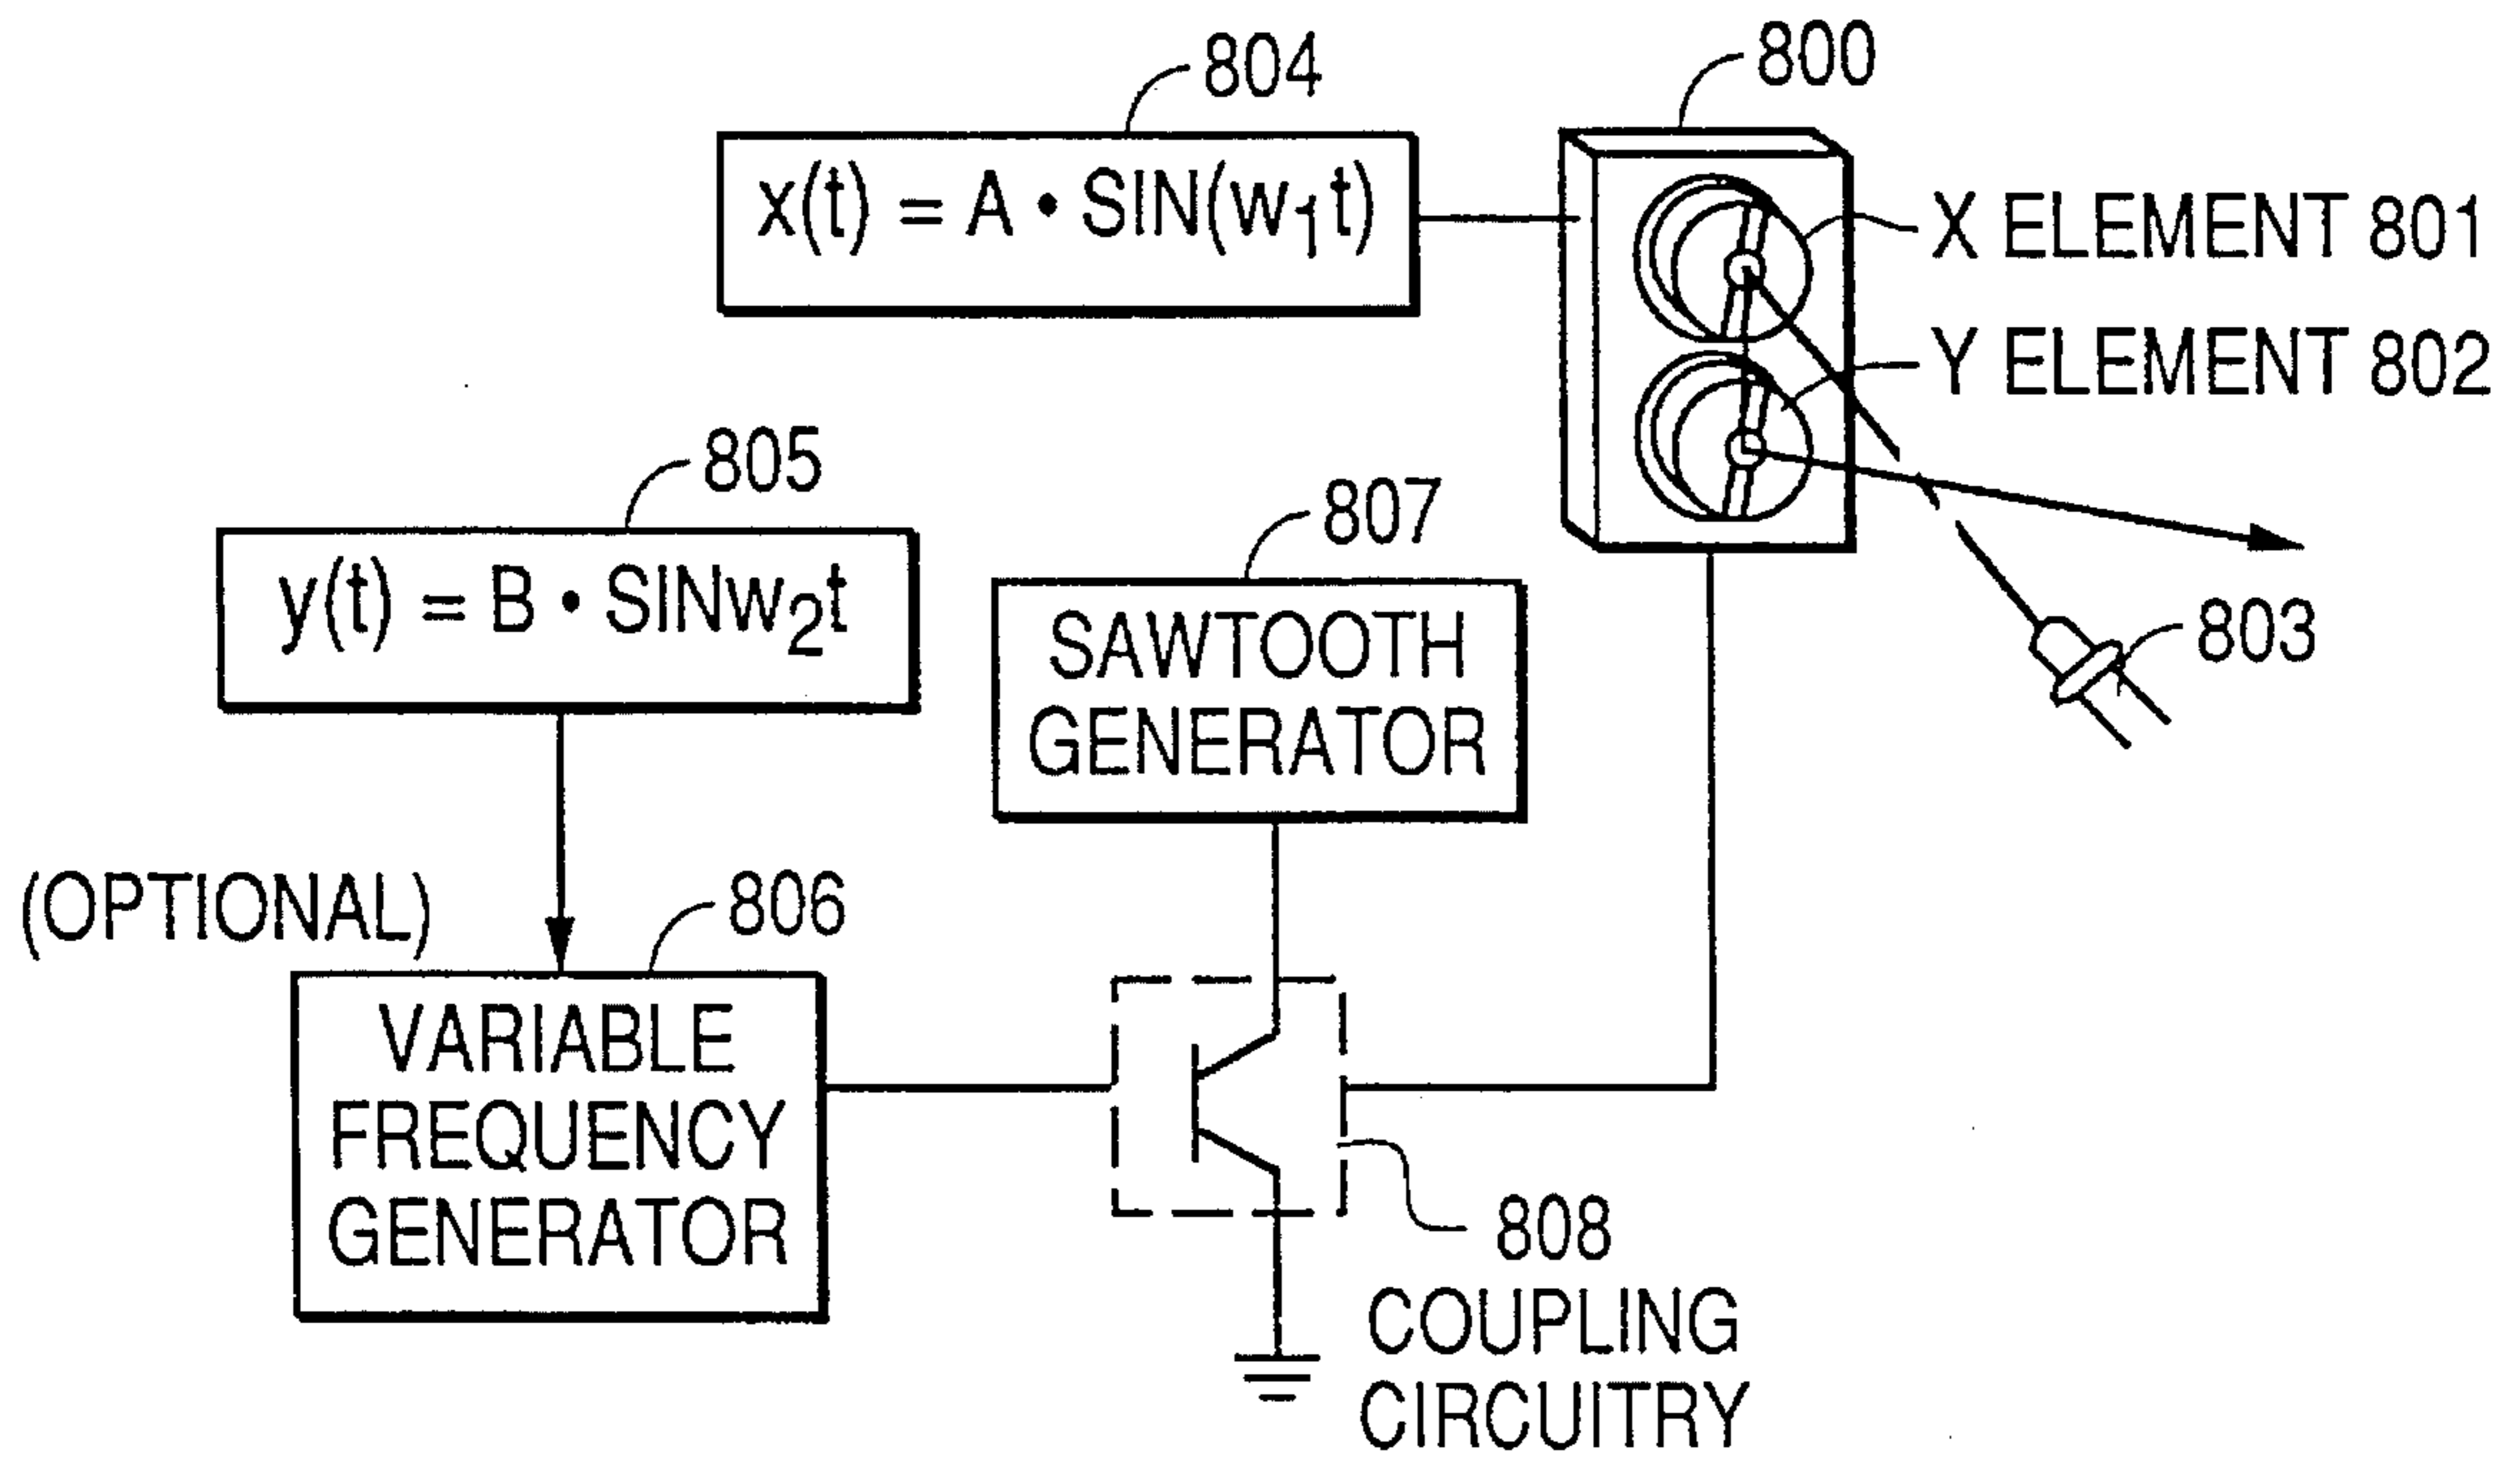 804
800
x(t) = A • SIN(w1t)
X ELEMENT 801
Y ELEMENT 802
805
807
y(t) = B • SINw2t
SAWTOOTH
GENERATOR
803
(OPTIONAL)
806
VARIABLE
FREQUENCY
GENERATOR
808
COUPLING
CIRCUITRY